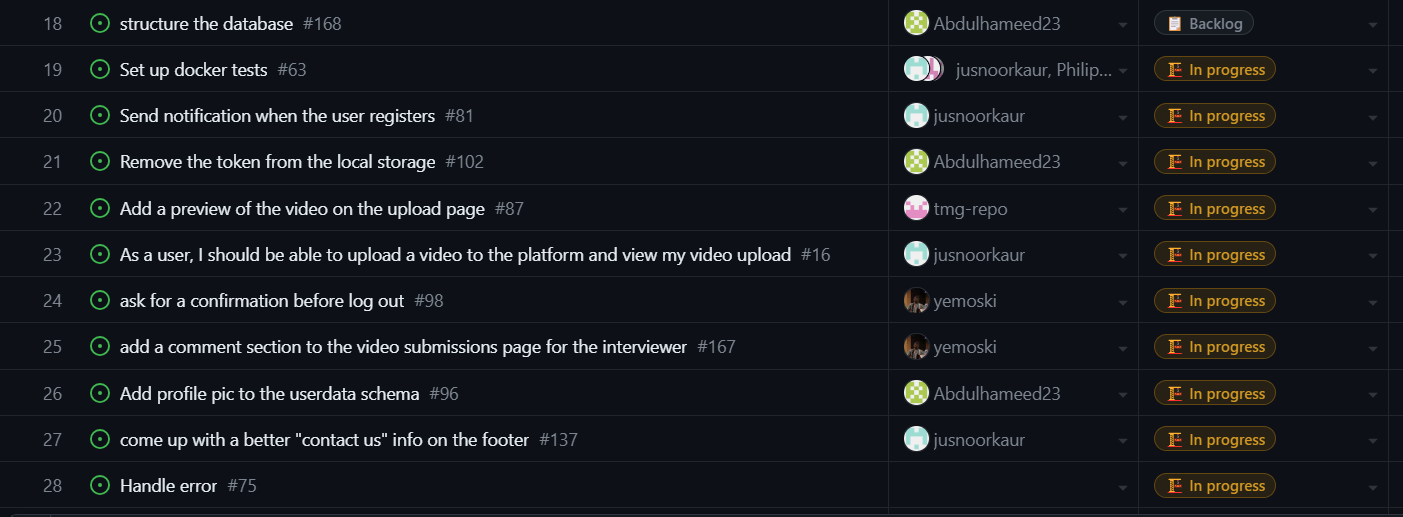 18 structure the database #168 Abdulhameed23 Backlog
19 Set up docker tests #63 jusnoorkaur, Philip... In progress
20 Send notification when the user registers #81 jusnoorkaur In progress
21 Remove the token from the local storage #102 Abdulhameed23 In progress
22 Add a preview of the video on the upload page #87 tmg-repo In progress
23 As a user, I should be able to upload a video to the platform and view my video upload #16 jusnoorkaur In progress
24 ask for a confirmation before log out #98 yemoski In progress
25 add a comment section to the video submissions page for the interviewer #167 yemoski In progress
26 Add profile pic to the userdata schema #96 Abdulhameed23 In progress
27 come up with a better "contact us" info on the footer #137 jusnoorkaur In progress
28 Handle error #75 In progress